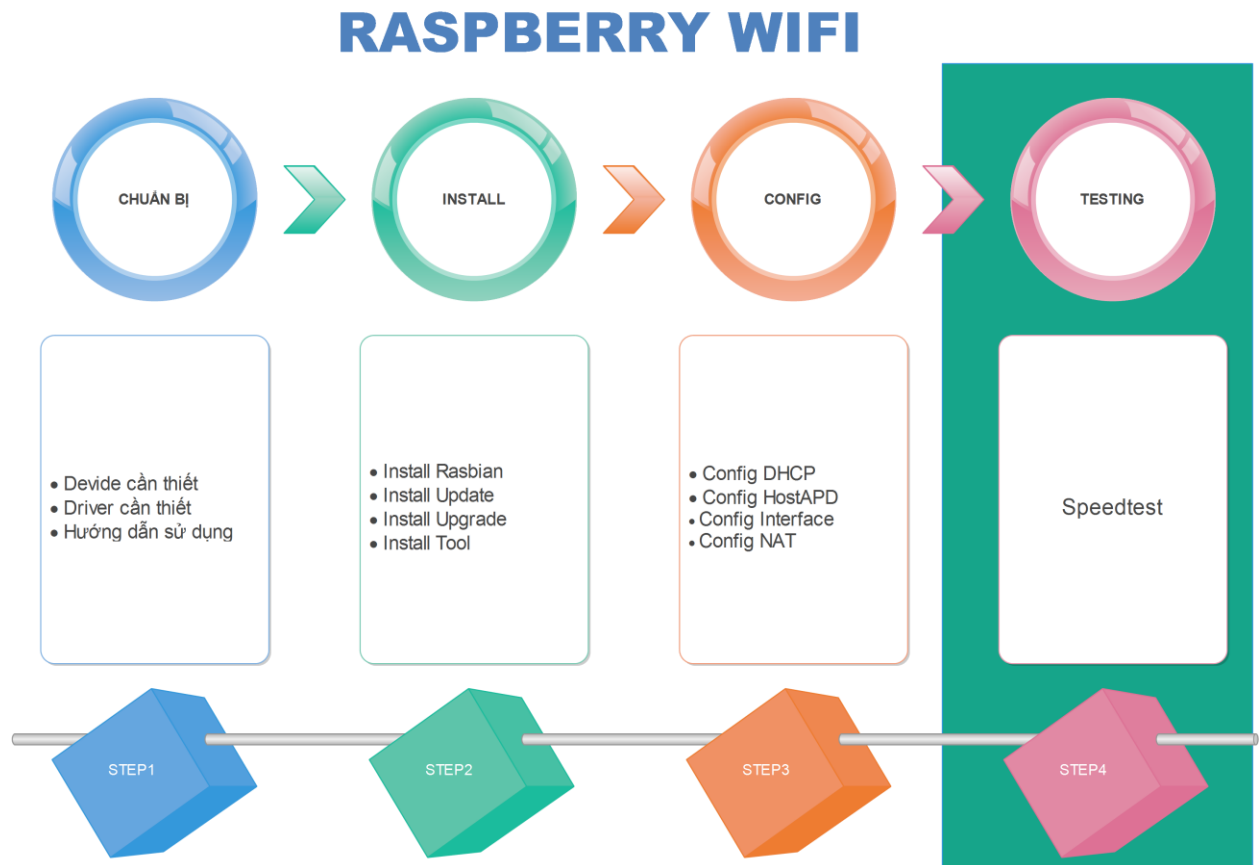 RASPBERRY WIFI
CHUẨN BỊ
INSTALL
CONFIG
TESTING
• Devide cần thiết
• Driver cần thiết
• Hướng dẫn sử dụng
• Install Rasbian
• Install Update
• Install Upgrade
• Install Tool
• Config DHCP
• Config HostAPD
• Config Interface
• Config NAT
Speedtest
STEP1
STEP2
STEP3
STEP4